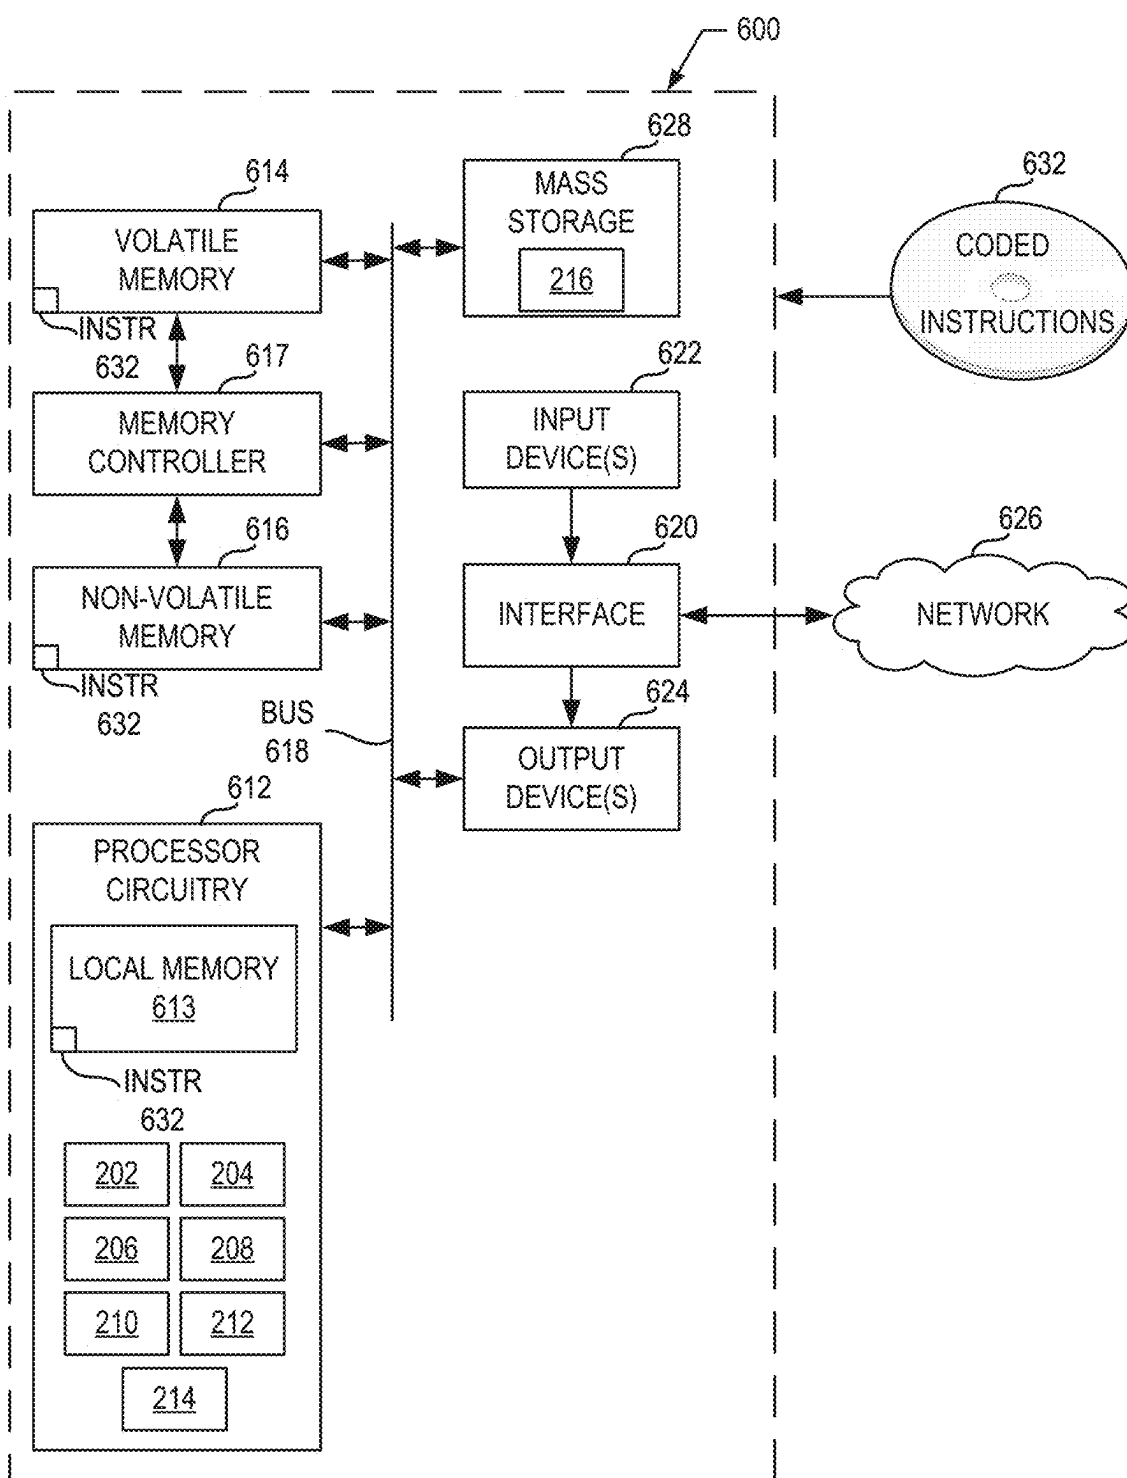 600
614
VOLATILE
MEMORY
INSTR
632
617
MEMORY
CONTROLLER
616
NON-VOLATILE
MEMORY
INSTR
632
BUS
618
612
PROCESSOR
CIRCUITRY
LOCAL MEMORY
613
INSTR
632
202 204
206 208
210 212
214
628
MASS
STORAGE
216
622
INPUT
DEVICE(S)
620
INTERFACE
624
OUTPUT
DEVICE(S)
632
CODED
INSTRUCTIONS
626
NETWORK